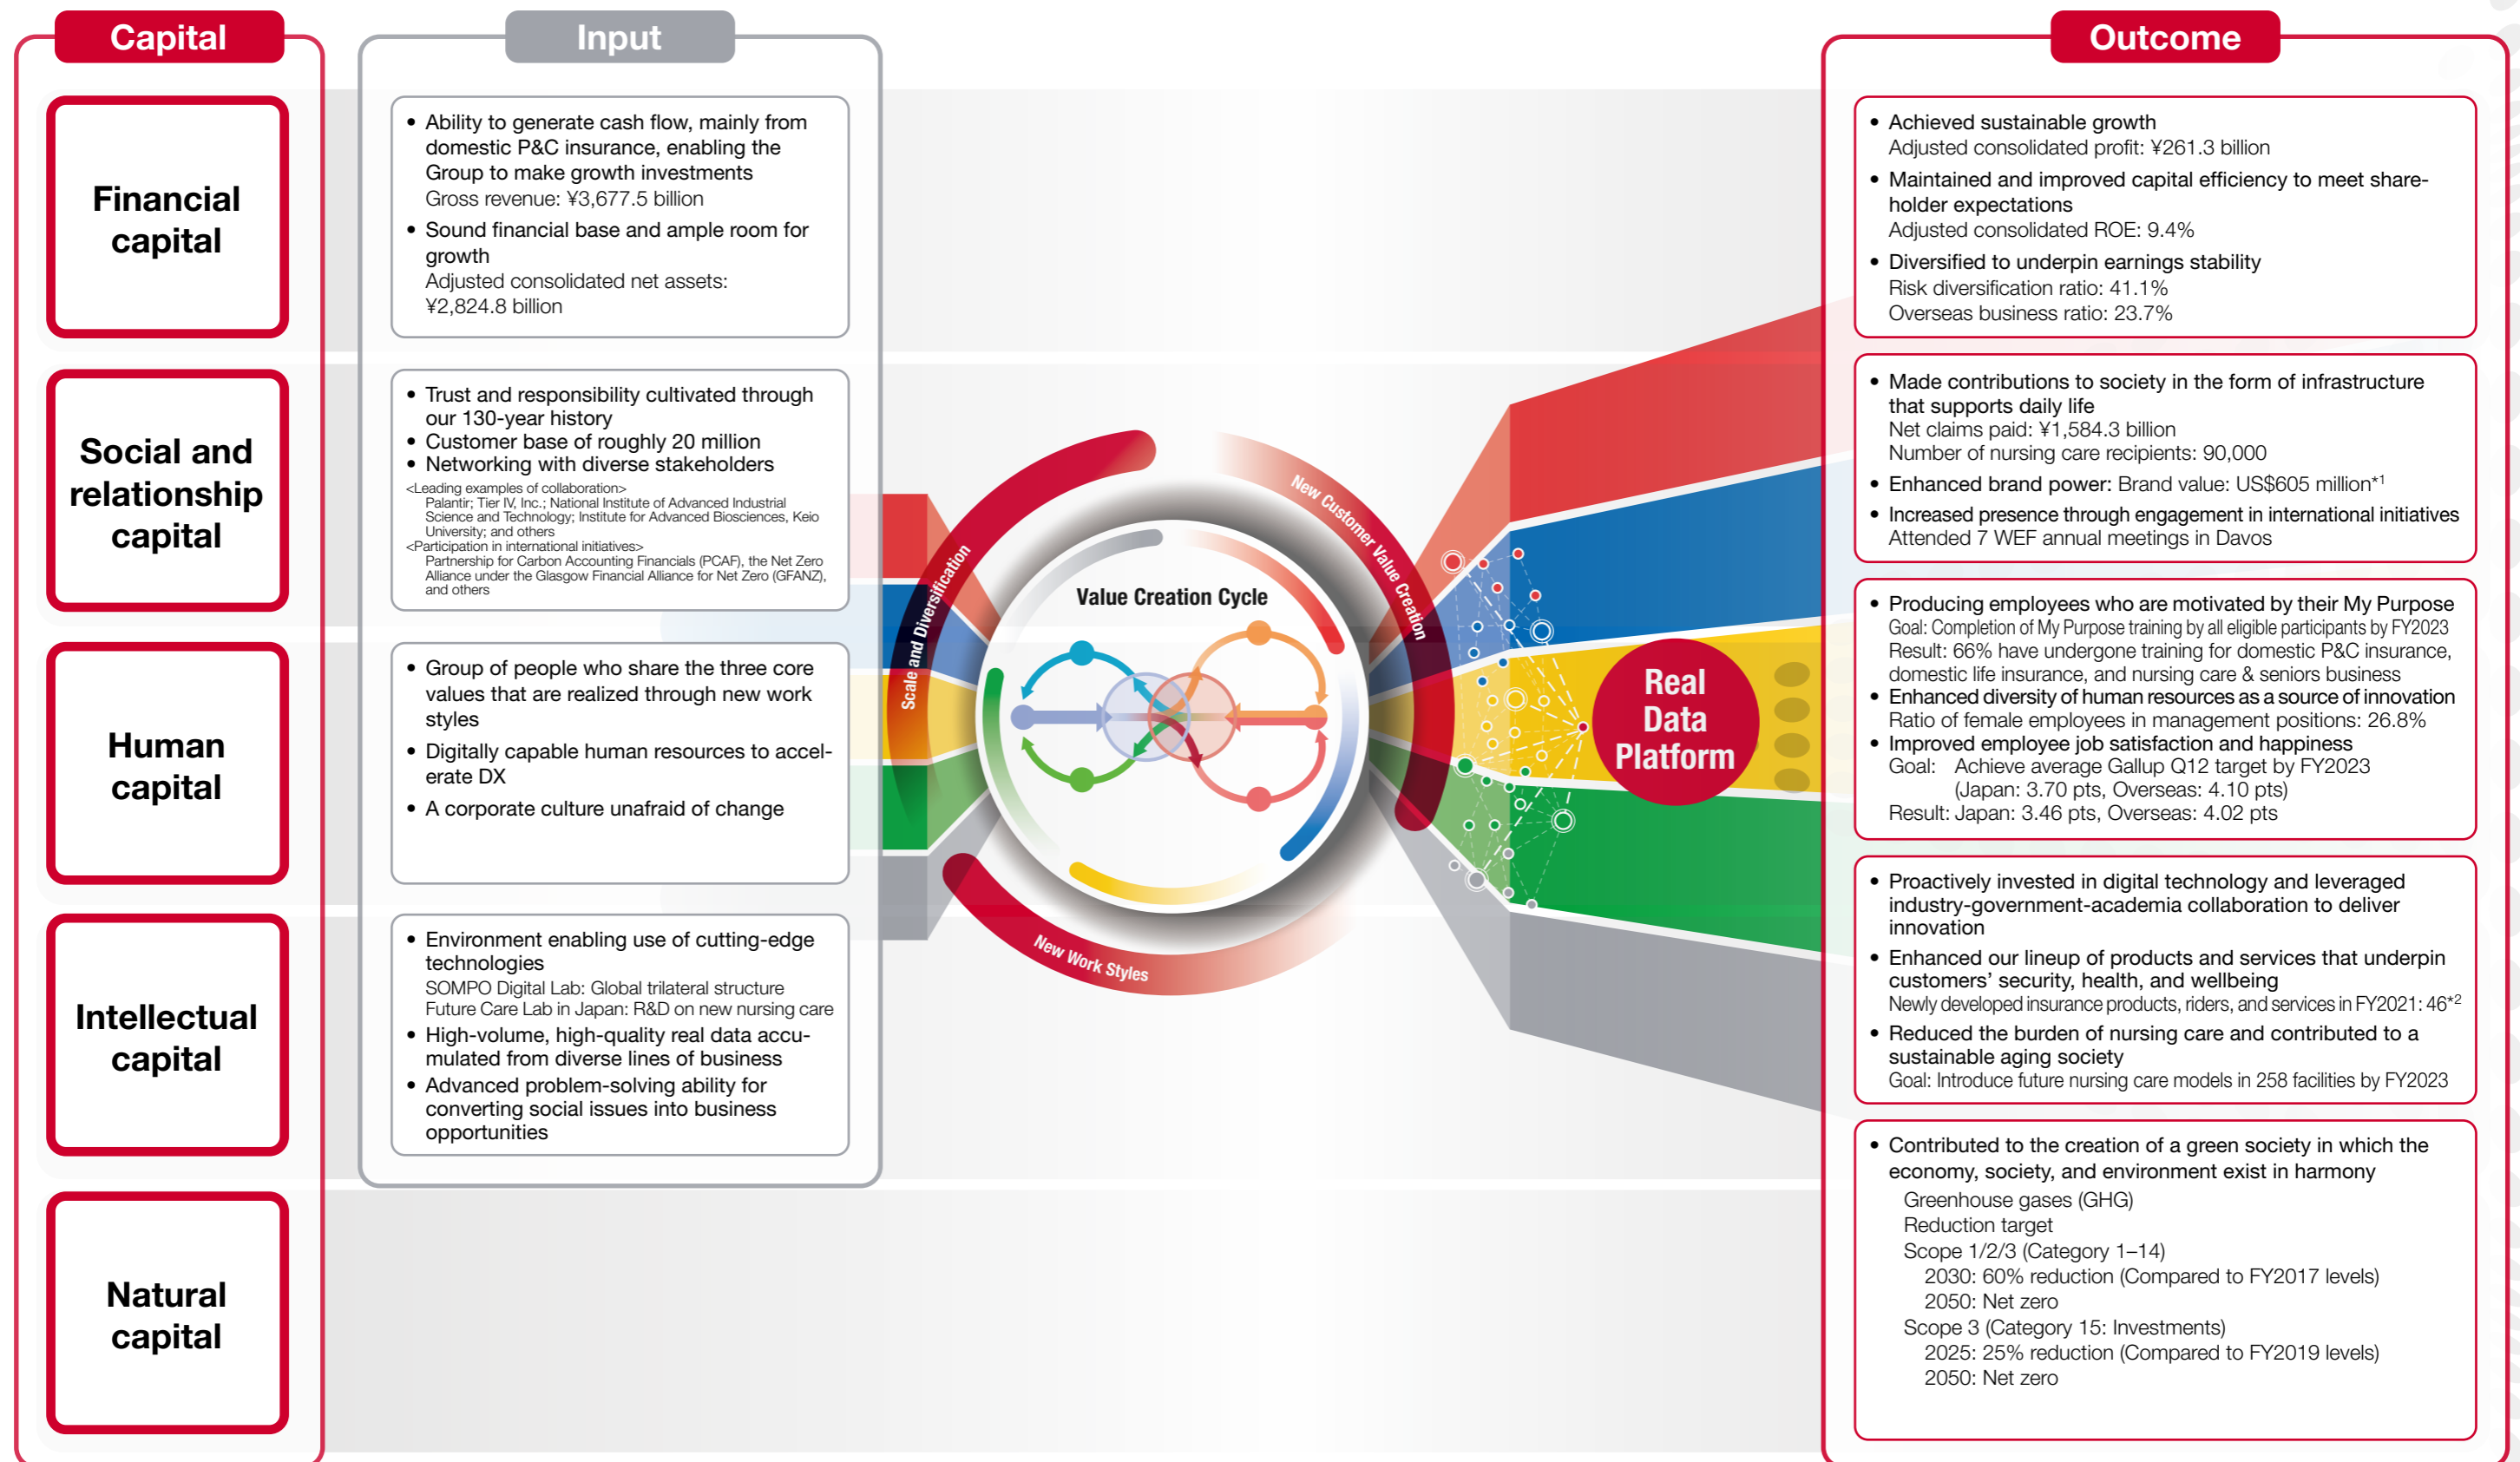 Capital
Financial
capital
Social and
relationship
capital
Human
capital
Intellectual
capital
Natural
capital
Input
• Ability to generate cash flow, mainly from
domestic P&C insurance, enabling the
Group to make growth investments
Gross revenue: ¥3,677.5 billion
• Sound financial base and ample room for
growth
Adjusted consolidated net assets:
¥2,824.8 billion
• Trust and responsibility cultivated through
our 130-year history
• Customer base of roughly 20 million
• Networking with diverse stakeholders
<Leading examples of collaboration>
Palantir; Tier IV, Inc.; National Institute of Advanced Industrial
Science and Technology; Institute for Advanced Biosciences, Keio
University; and others
<Participation in international initiatives>
Partnership for Carbon Accounting Financials (PCAF), the Net Zero
Alliance under the Glasgow Financial Alliance for Net Zero (GFANZ),
and others
• Group of people who share the three core
values that are realized through new work
styles
• Digitally capable human resources to accel-
erate DX
• A corporate culture unafraid of change
• Environment enabling use of cutting-edge
technologies
SOMPO Digital Lab: Global trilateral structure
Future Care Lab in Japan: R&D on new nursing care
• High-volume, high-quality real data accu-
mulated from diverse lines of business
• Advanced problem-solving ability for
converting social issues into business
opportunities
Scale and Diversification
New Customer Value Creation
New Work Styles
Value Creation Cycle
Real
Data
Platform
Outcome
• Achieved sustainable growth
Adjusted consolidated profit: ¥261.3 billion
• Maintained and improved capital efficiency to meet share-
holder expectations
Adjusted consolidated ROE: 9.4%
• Diversified to underpin earnings stability
Risk diversification ratio: 41.1%
Overseas business ratio: 23.7%
• Made contributions to society in the form of infrastructure
that supports daily life
Net claims paid: ¥1,584.3 billion
Number of nursing care recipients: 90,000
• Enhanced brand power: Brand value: US$605 million*1
• Increased presence through engagement in international initiatives
Attended 7 WEF annual meetings in Davos
• Producing employees who are motivated by their My Purpose
Goal: Completion of My Purpose training by all eligible participants by FY2023
Result: 66% have undergone training for domestic P&C insurance,
domestic life insurance, and nursing care & seniors business
• Enhanced diversity of human resources as a source of innovation
Ratio of female employees in management positions: 26.8%
• Improved employee job satisfaction and happiness
Goal: Achieve average Gallup Q12 target by FY2023
(Japan: 3.70 pts, Overseas: 4.10 pts)
Result: Japan: 3.46 pts, Overseas: 4.02 pts
• Proactively invested in digital technology and leveraged
industry-government-academia collaboration to deliver
innovation
• Enhanced our lineup of products and services that underpin
customers' security, health, and wellbeing
Newly developed insurance products, riders, and services in FY2021: 46*2
• Reduced the burden of nursing care and contributed to a
sustainable aging society
Goal: Introduce future nursing care models in 258 facilities by FY2023
• Contributed to the creation of a green society in which the
economy, society, and environment exist in harmony
Greenhouse gases (GHG)
Reduction target
Scope 1/2/3 (Category 1–14)
2030: 60% reduction (Compared to FY2017 levels)
2050: Net zero
Scope 3 (Category 15: Investments)
2025: 25% reduction (Compared to FY2019 levels)
2050: Net zero